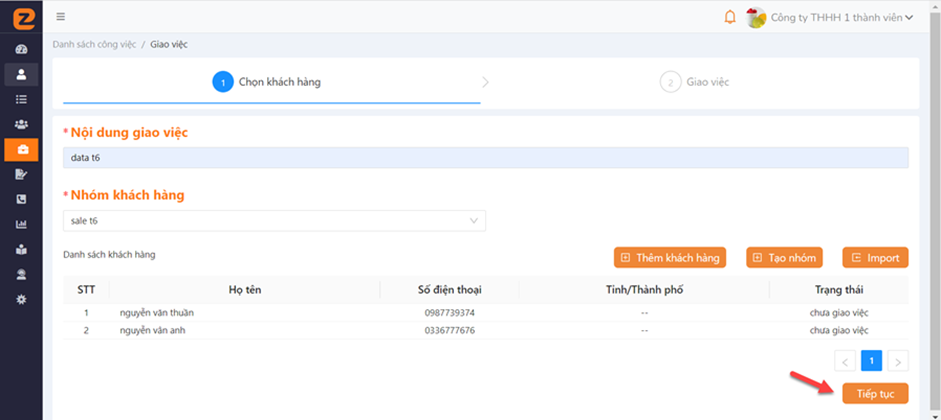 Công ty THHH 1 thành viên
Danh sách công việc / Giao việc
1 Chọn khách hàng
2 Giao việc
* Nội dung giao việc
data t6
* Nhóm khách hàng
sale t6
Danh sách khách hàng
Thêm khách hàng
Tạo nhóm
Import
STT Họ tên Số điện thoại Tỉnh/Thành phố Trạng thái
1 nguyễn văn thuần 0987739374 -- chưa giao việc
2 nguyễn văn anh 0336777676 -- chưa giao việc
< 1 >
Tiếp tục